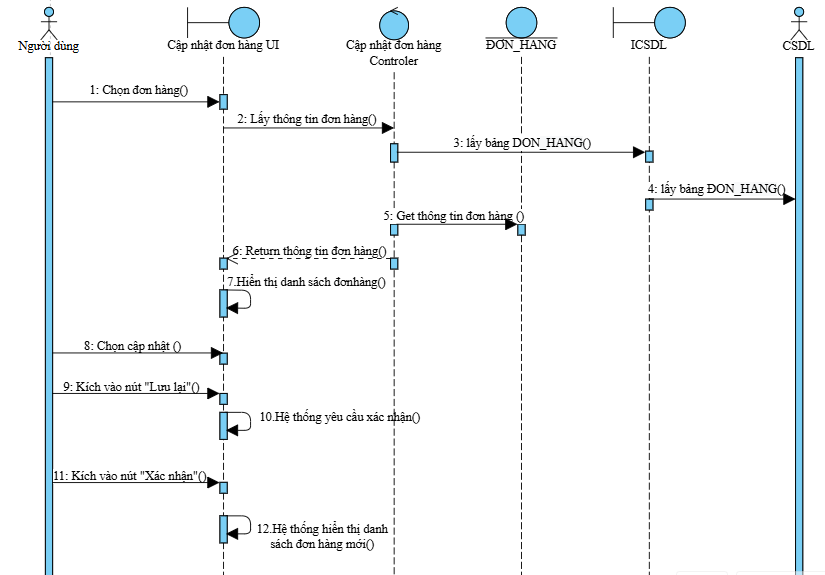 Người dùng
Cập nhật đơn hàng UI
Cập nhật đơn hàng
Controler
ĐƠN_HANG
ICSDL
CSDL
1: Chọn đơn hàng()
2: Lấy thông tin đơn hàng()
3: lấy bảng DON_HANG()
4: lấy bảng ĐON_HANG()
5: Get thông tin đơn hàng ()
6: Return thông tin đơn hàng()
7.Hiển thị danh sách đơnhàng()
8: Chọn cập nhật ()
9: Kích vào nút "Lưu lại"()
10.Hệ thống yêu cầu xác nhận()
11: Kích vào nút "Xác nhận"()
12.Hệ thống hiển thị danh
sách đơn hàng mới()